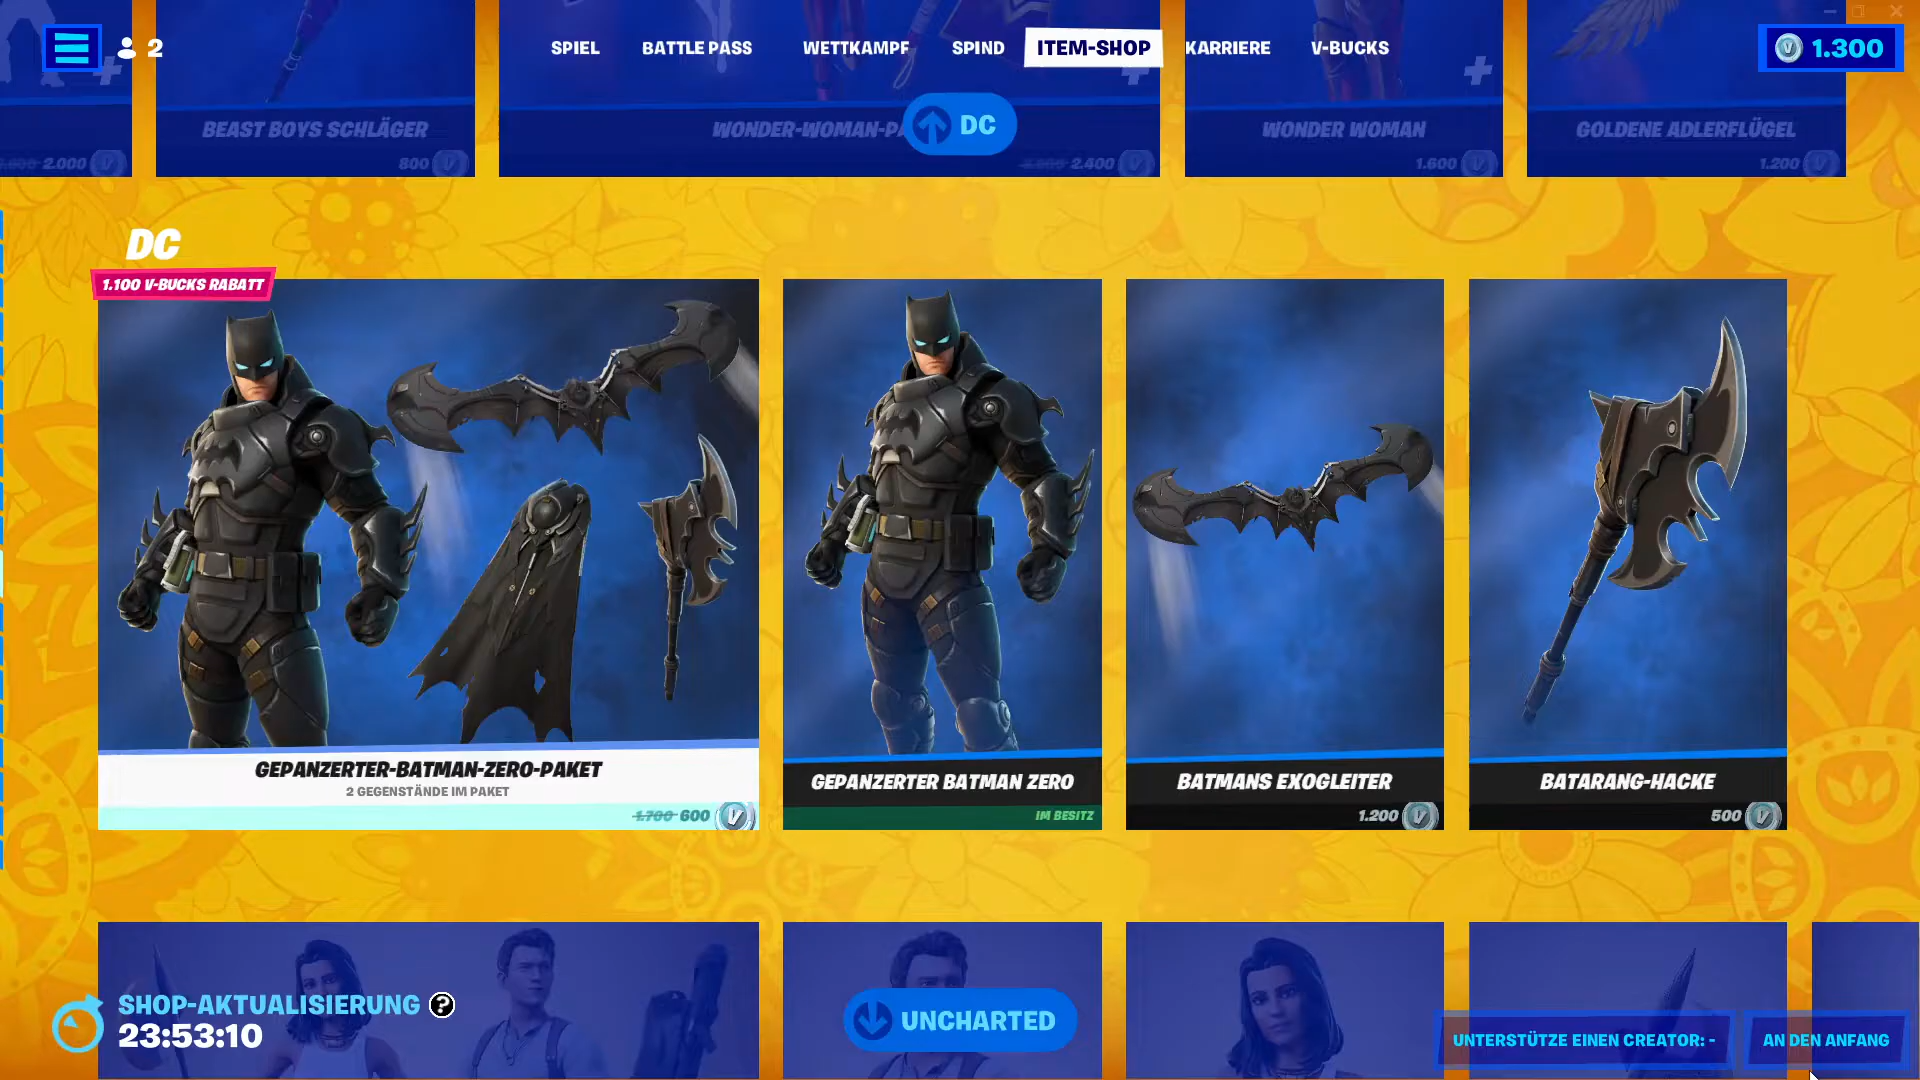 2
SPIEL
BATTLE PASS
WETTKAMPF
SPIND
ITEM-SHOP
KARRIERE
V-BUCKS
1.300
BEAST BOYS SCHLÄGER
WONDER-WOMAN-PA
WONDER WOMAN
GOLDENE ADLERFLÜGEL
DC
2.000
800
2.400
1.600
1.200
DC
1.100 V-BUCKS RABATT
GEPANZERTER-BATMAN-ZERO-PAKET
2 GEGENSTÄNDE IM PAKET
1.700 600
GEPANZERTER BATMAN ZERO
IM BESITZ
BATMANS EXOGLEITER
1.200
BATARANG-HACKE
500
SHOP-AKTUALISIERUNG ?
23:53:10
UNCHARTED
UNTERSTÜTZE EINEN CREATOR: -
AN DEN ANFANG